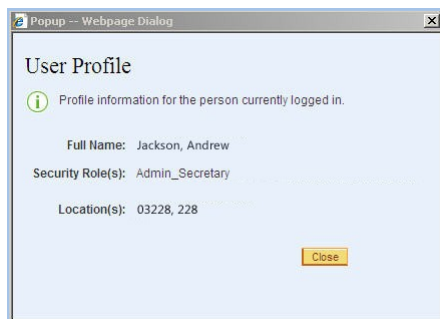 Popup -- Webpage Dialog
User Profile
Profile information for the person currently logged in.
Full Name: Jackson, Andrew
Security Role(s): Admin_Secretary
Location(s): 03228, 228
Close